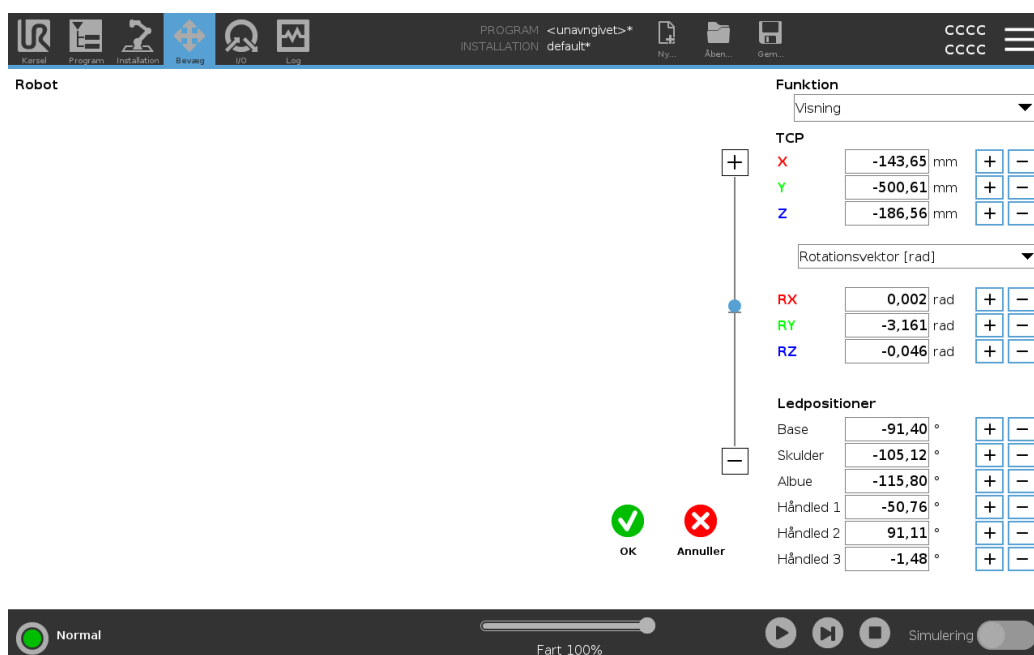 PROGRAM <unavngivet>*
INSTALLATION default*
CCCC
CCCC
UR
Kørsel
Program
Installation
Bevæg
I/O
Log
Ny...
Åben...
Gem...
Robot
Funktion
Visning
TCP
X -143,65 mm + −
Y -500,61 mm + −
Z -186,56 mm + −
Rotationsvektor [rad]
RX 0,002 rad + −
RY -3,161 rad + −
RZ -0,046 rad + −
Ledpositioner
Base -91,40 ° + −
Skulder -105,12 ° + −
Albue -115,80 ° + −
Håndled 1 -50,76 ° + −
Håndled 2 91,11 ° + −
Håndled 3 -1,48 ° + −
+
−
OK
Annuller
Normal
Fart 100%
Simulering